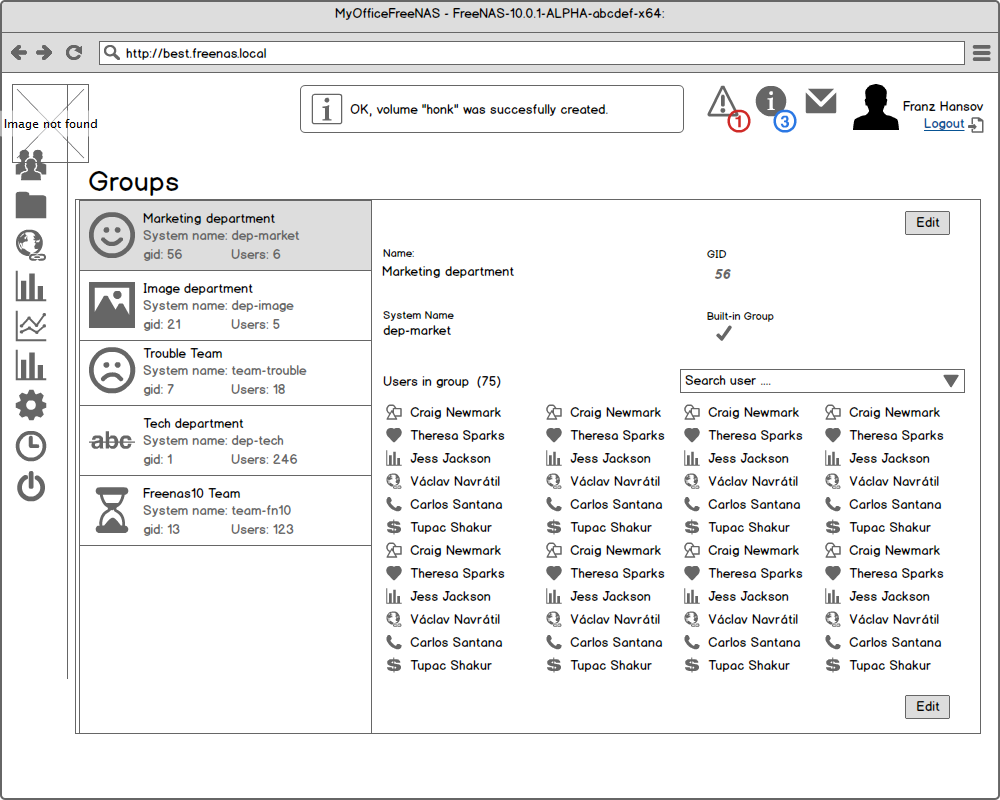 MyOfficeFreeNAS - FreeNAS-10.0.1-ALPHA-abcdef-x64:
http://best.freenas.local
Image not found
OK, volume "honk" was succesfully created.
1
3
Franz Hansov
Logout
Groups
Marketing department
System name: dep-market
gid: 56 Users: 6
Image department
System name: dep-image
gid: 21 Users: 5
Trouble Team
System name: team-trouble
gid: 7 Users: 18
abc
Tech department
System name: dep-tech
gid: 1 Users: 246
Freenas10 Team
System name: team-fn10
gid: 13 Users: 123
Edit
Name: GID
Marketing department 56
System Name Built-in Group
dep-market
Users in group (75) Search user ....
Craig Newmark Craig Newmark Craig Newmark Craig Newmark
Theresa Sparks Theresa Sparks Theresa Sparks Theresa Sparks
Jess Jackson Jess Jackson Jess Jackson Jess Jackson
Václav Navrátil Václav Navrátil Václav Navrátil Václav Navrátil
Carlos Santana Carlos Santana Carlos Santana Carlos Santana
$ Tupac Shakur $ Tupac Shakur $ Tupac Shakur $ Tupac Shakur
Craig Newmark Craig Newmark Craig Newmark Craig Newmark
Theresa Sparks Theresa Sparks Theresa Sparks Theresa Sparks
Jess Jackson Jess Jackson Jess Jackson Jess Jackson
Václav Navrátil Václav Navrátil Václav Navrátil Václav Navrátil
Carlos Santana Carlos Santana Carlos Santana Carlos Santana
$ Tupac Shakur $ Tupac Shakur $ Tupac Shakur $ Tupac Shakur
Edit